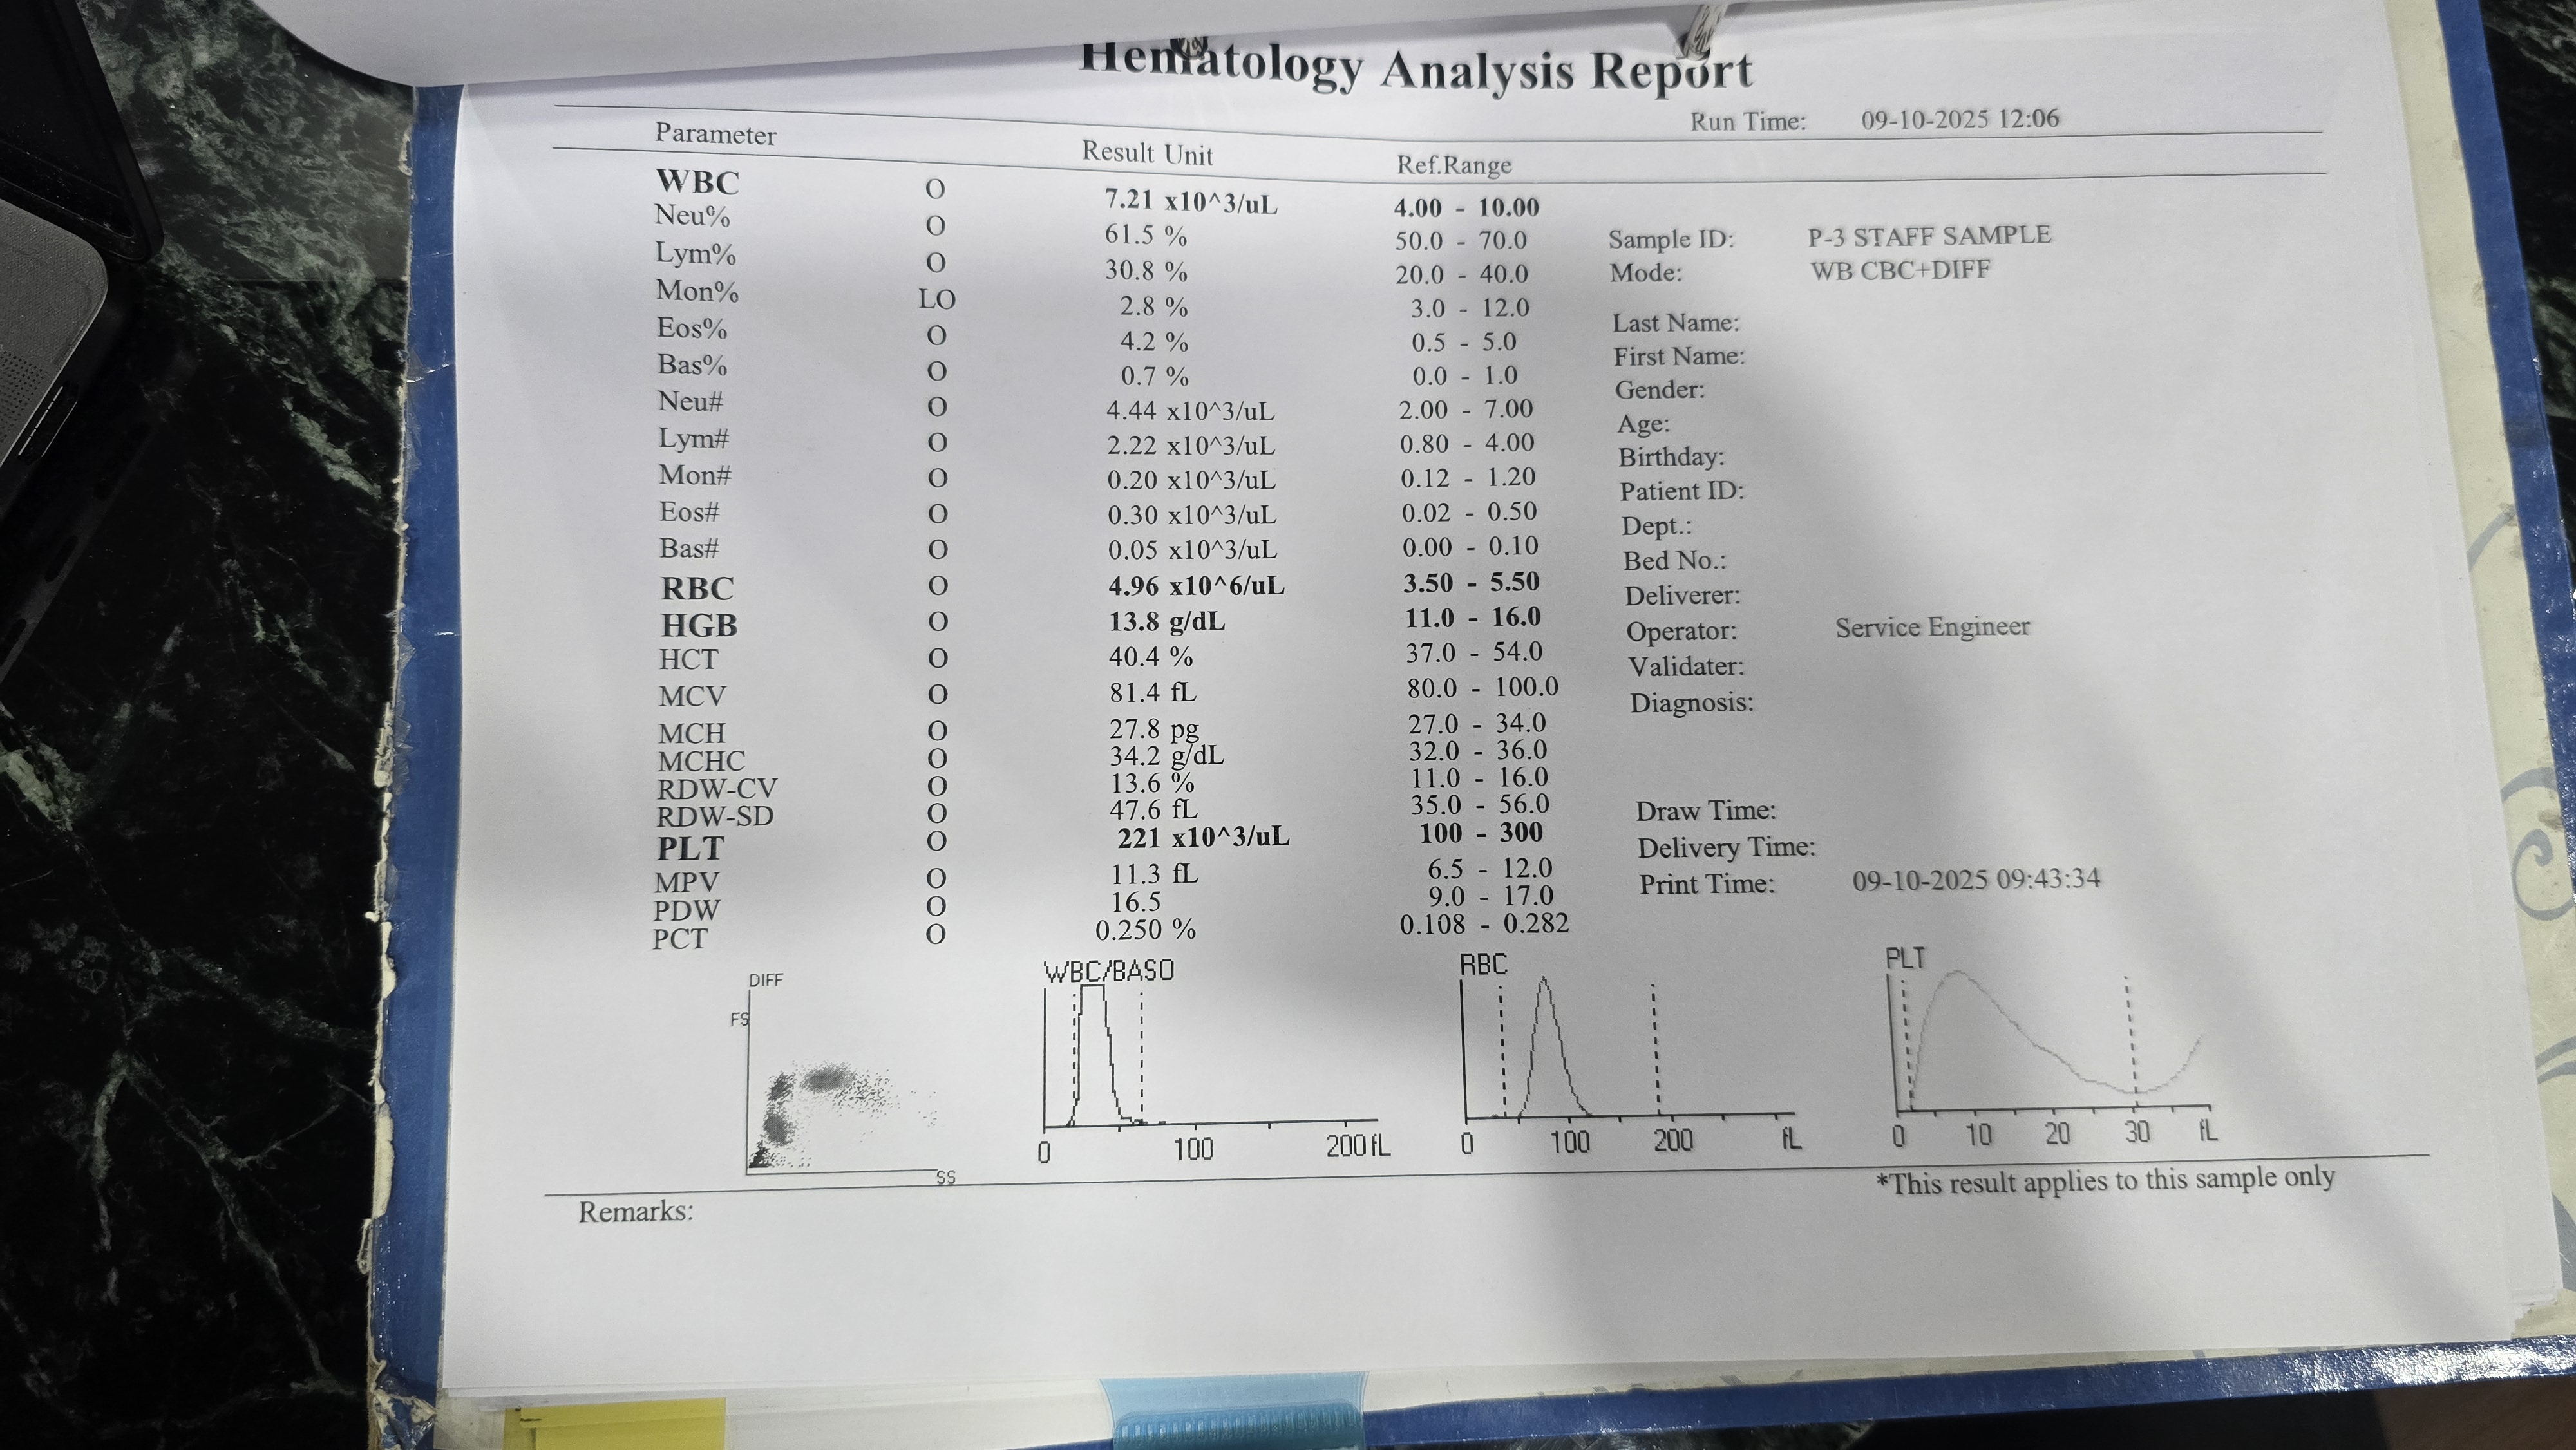 Hematology Analysis Report
Run Time: 09-10-2025 12:06
Parameter Result Unit Ref.Range
WBC O 7.21 x10^3/uL 4.00 - 10.00
Neu% O 61.5 % 50.0 - 70.0
Lym% O 30.8 % 20.0 - 40.0
Mon% LO 2.8 % 3.0 - 12.0
Eos% O 4.2 % 0.5 - 5.0
Bas% O 0.7 % 0.0 - 1.0
Neu# O 4.44 x10^3/uL 2.00 - 7.00
Lym# O 2.22 x10^3/uL 0.80 - 4.00
Mon# O 0.20 x10^3/uL 0.12 - 1.20
Eos# O 0.30 x10^3/uL 0.02 - 0.50
Bas# O 0.05 x10^3/uL 0.00 - 0.10
RBC O 4.96 x10^6/uL 3.50 - 5.50
HGB O 13.8 g/dL 11.0 - 16.0
HCT O 40.4 % 37.0 - 54.0
MCV O 81.4 fL 80.0 - 100.0
MCH O 27.8 pg 27.0 - 34.0
MCHC O 34.2 g/dL 32.0 - 36.0
RDW-CV O 13.6 % 11.0 - 16.0
RDW-SD O 47.6 fL 35.0 - 56.0
PLT O 221 x10^3/uL 100 - 300
MPV O 11.3 fL 6.5 - 12.0
PDW O 16.5 9.0 - 17.0
PCT O 0.250 % 0.108 - 0.282
Sample ID: P-3 STAFF SAMPLE
Mode: WB CBC+DIFF
Last Name:
First Name:
Gender:
Age:
Birthday:
Patient ID:
Dept.:
Bed No.:
Deliverer:
Operator: Service Engineer
Validater:
Diagnosis:
Draw Time:
Delivery Time:
Print Time: 09-10-2025 09:43:34
DIFF
FS
SS
WBC/BASO
0 100 200 fL
RBC
0 100 200 fL
PLT
0 10 20 30 fL
Remarks:
*This result applies to this sample only